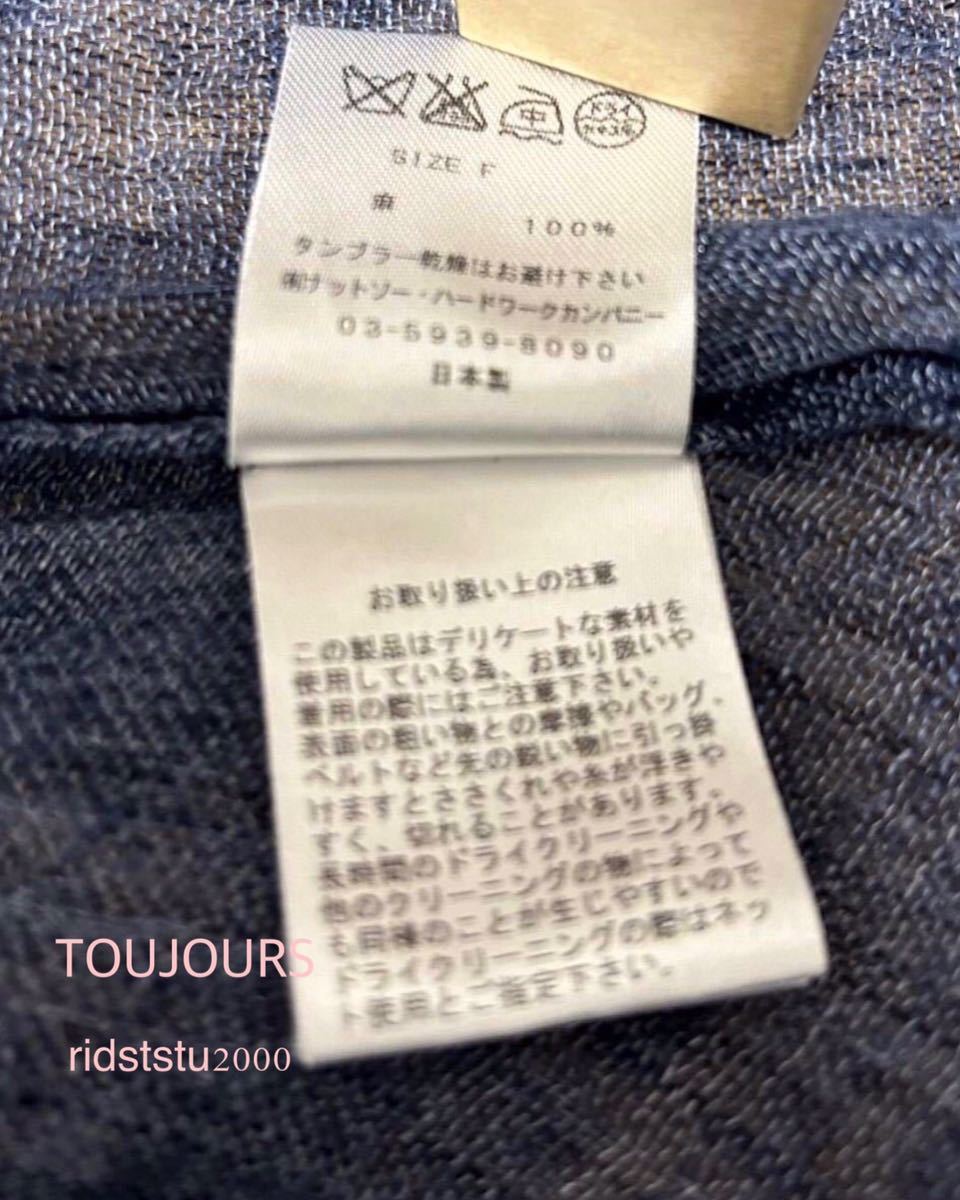 中
ドライ
セキユ系
SIZE F
麻
100%
タンブラー乾燥はお避け下さい
㈲ナットソー・ハードワークカンパニー
03-5939-8090
日本製
お取り扱い上の注意
この製品はデリケートな素材を
使用している為、お取り扱いや
着用の際にはご注意下さい。
表面の粗い物との摩擦やバッグ、
ベルトなど先の鋭い物に引っ掛
けますとささくれや糸が浮きや
すく、切れることがあります。
長時間のドライクリーニングや
他のクリーニングの物によって
も同様のことが生じやすいので
ドライクリーニングの際はネッ
ト使用とご指定下さい。
TOUJOURS
ridststu2000